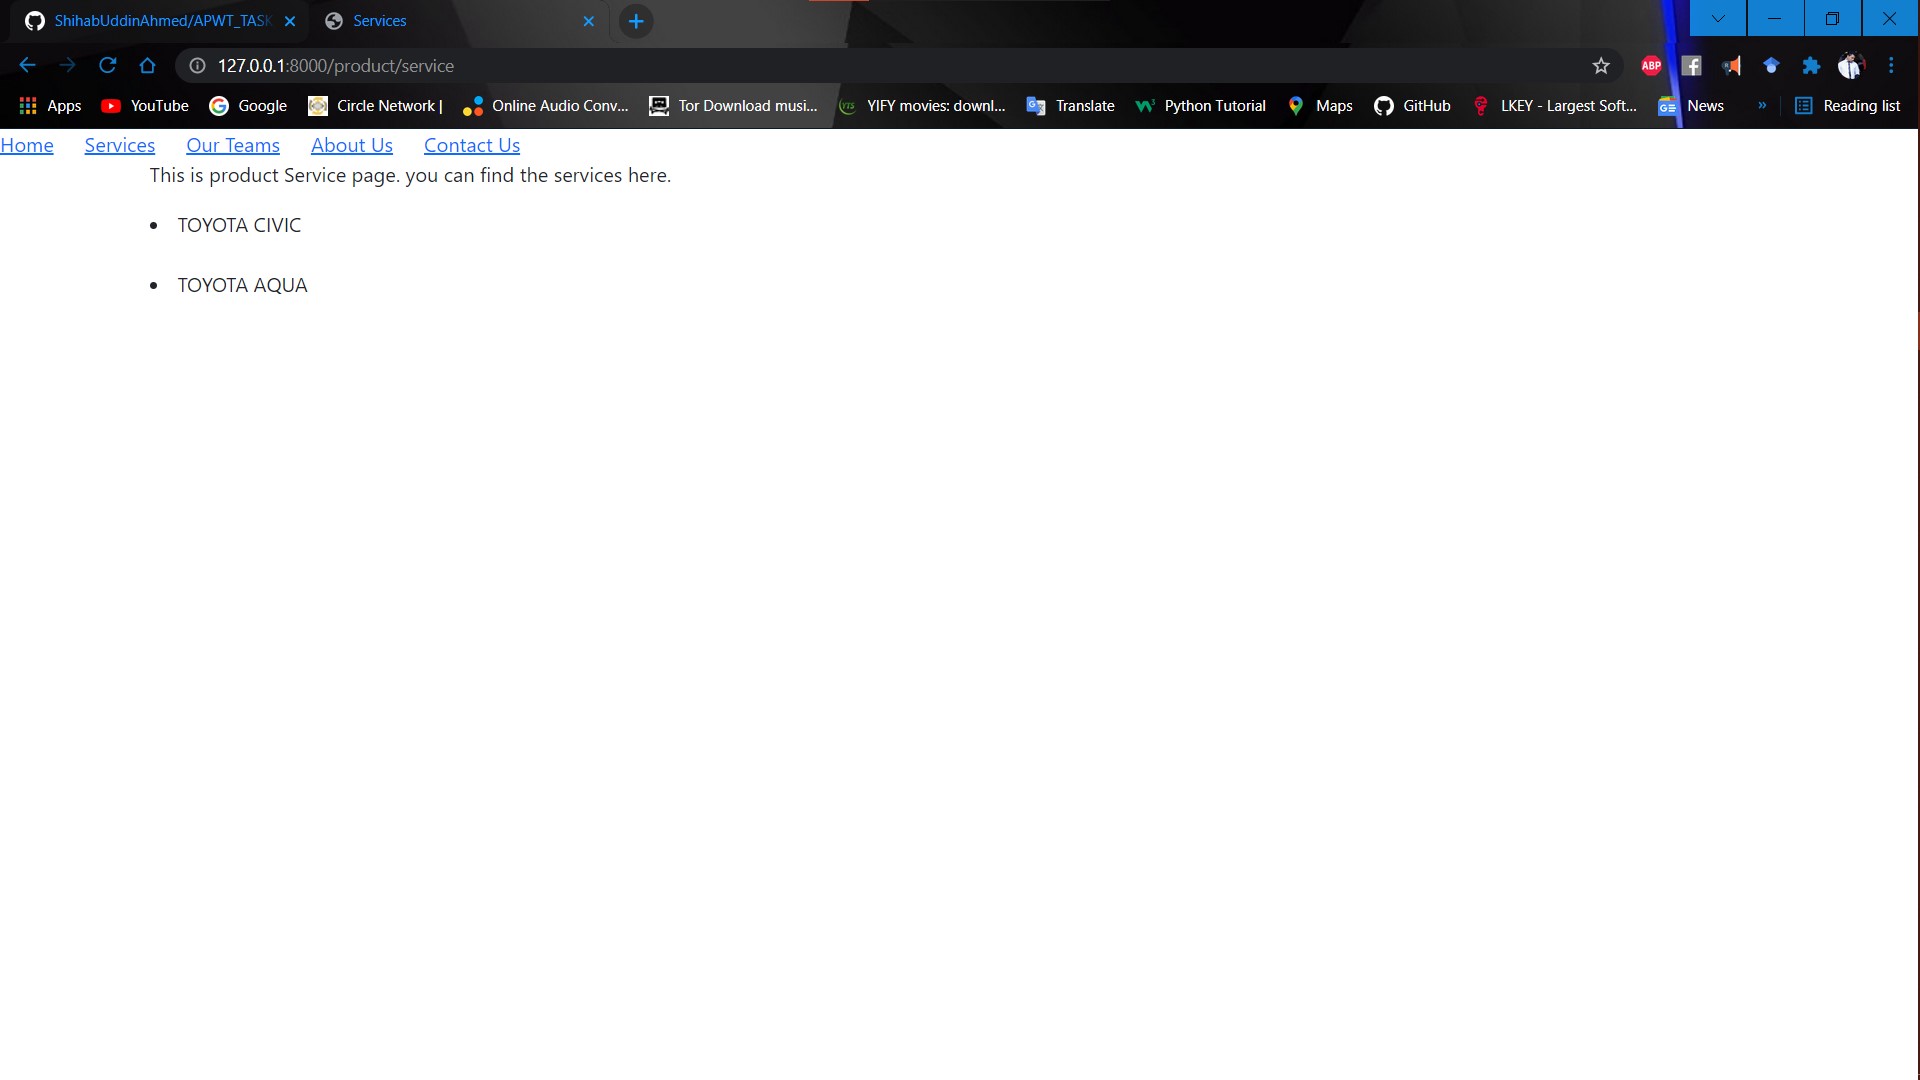 ShihabUddinAhmed/APWT_TASK
Services
127.0.0.1:8000/product/service
ABP
Apps YouTube Google Circle Network | Online Audio Conv... Tor Download musi... YIFY movies: downl... Translate Python Tutorial Maps GitHub LKEY - Largest Soft... News » Reading list
Home Services Our Teams About Us Contact Us
This is product Service page. you can find the services here.
• TOYOTA CIVIC
• TOYOTA AQUA